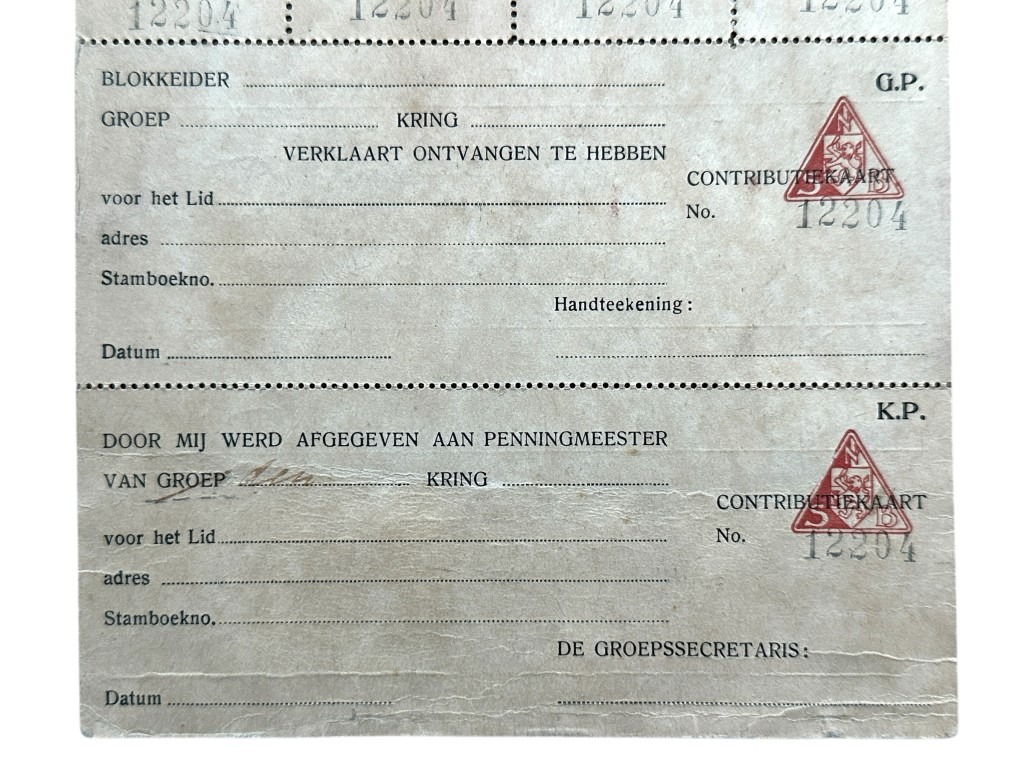 12204 12204 12204 12204
BLOKKEIDER G.P.
GROEP KRING
VERKLAART ONTVANGEN TE HEBBEN
N S B
CONTRIBUTIEKAART
voor het Lid
No. 12204
adres
Stamboekno.
Handteekening:
Datum
K.P.
DOOR MIJ WERD AFGEGEVEN AAN PENNINGMEESTER
VAN GROEP KRING
N S B
CONTRIBUTIEKAART
voor het Lid No. 12204
adres
Stamboekno.
DE GROEPSSECRETARIS:
Datum